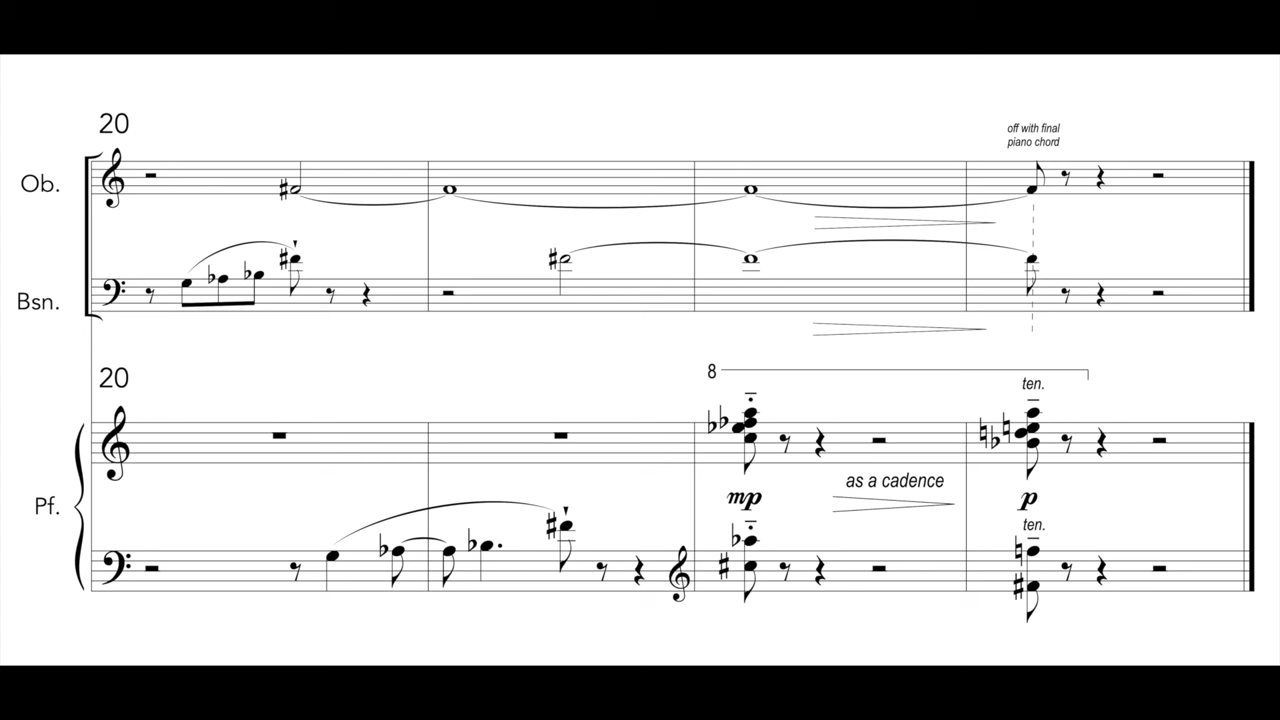 20
off with final
piano chord
Ob.
Bsn.
20
8
ten.
as a cadence
Pf.
mp
p
ten.